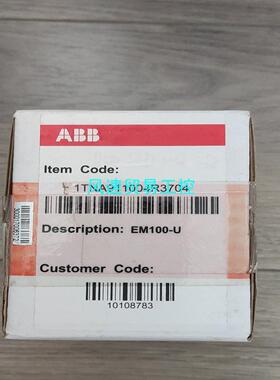 ABB
Item Code:
1TNA911004R3704
Description: EM100-U
Customer Code:
10108783